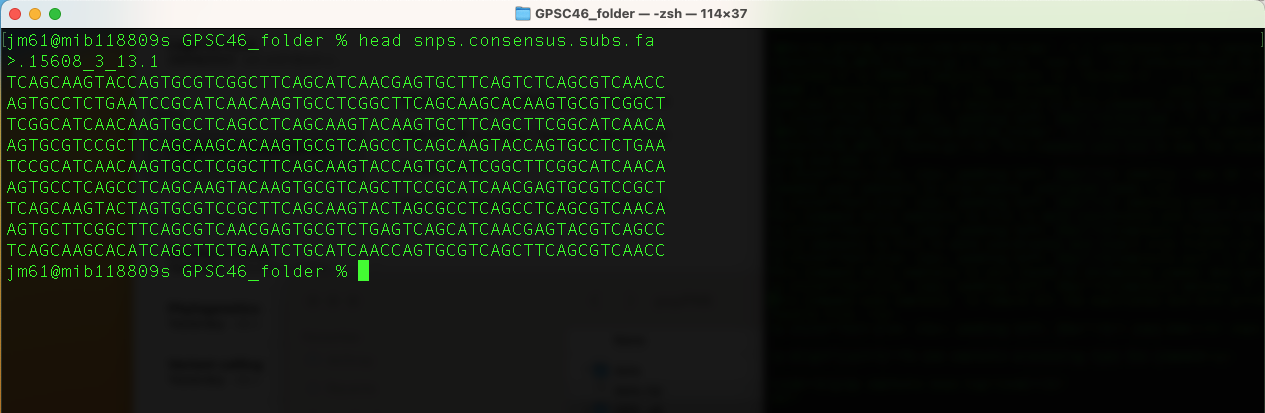 GPSC46_folder — -zsh — 114×37
[jm61@mib118809s GPSC46_folder % head snps.consensus.subs.fa ]
>.15608_3_13.1
TCAGCAAGTACCAGTGCGTCGGCTTCAGCATCAACGAGTGCTTCAGTCTCAGCGTCAACC
AGTGCCTCTGAATCCGCATCAACAAGTGCCTCGGCTTCAGCAAGCACAAGTGCGTCGGCT
TCGGCATCAACAAGTGCCTCAGCCTCAGCAAGTACAAGTGCTTCAGCTTCGGCATCAACA
AGTGCGTCCGCTTCAGCAAGCACAAGTGCGTCAGCCTCAGCAAGTACCAGTGCCTCTGAA
TCCGCATCAACAAGTGCCTCGGCTTCAGCAAGTACCAGTGCATCGGCTTCGGCATCAACA
AGTGCCTCAGCCTCAGCAAGTACAAGTGCGTCAGCTTCCGCATCAACGAGTGCGTCCGCT
TCAGCAAGTACTAGTGCGTCCGCTTCAGCAAGTACTAGCGCCTCAGCCTCAGCGTCAACA
AGTGCTTCGGCTTCAGCGTCAACGAGTGCGTCTGAGTCAGCATCAACGAGTACGTCAGCC
TCAGCAAGCACATCAGCTTCTGAATCTGCATCAACCAGTGCGTCAGCTTCAGCGTCAACC
jm61@mib118809s GPSC46_folder %